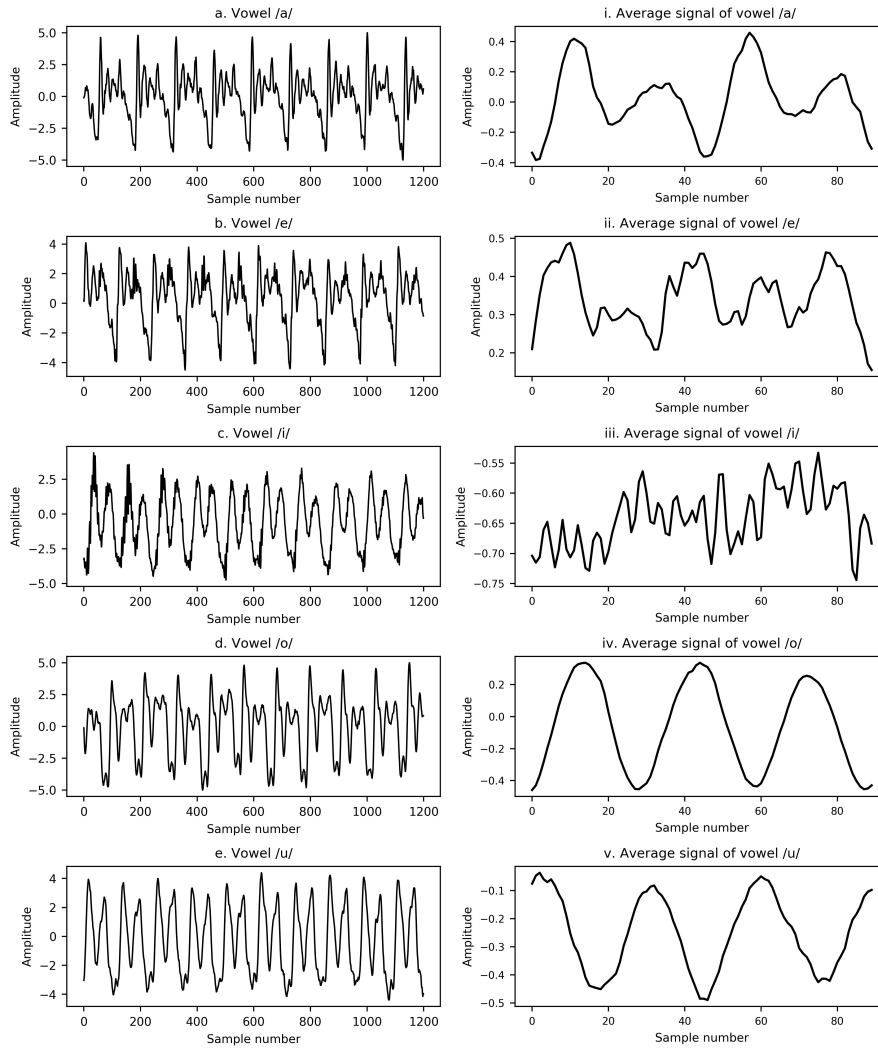 a. Vowel /a/
5.0
2.5
0.0
−2.5
−5.0
Amplitude
0 200 400 600 800 1000 1200
Sample number
i. Average signal of vowel /a/
0.4
0.2
0.0
−0.2
−0.4
Amplitude
0 20 40 60 80
Sample number
b. Vowel /e/
4
2
0
−2
−4
Amplitude
0 200 400 600 800 1000 1200
Sample number
ii. Average signal of vowel /e/
0.5
0.4
0.3
0.2
Amplitude
0 20 40 60 80
Sample number
c. Vowel /i/
2.5
0.0
−2.5
−5.0
Amplitude
0 200 400 600 800 1000 1200
Sample number
iii. Average signal of vowel /i/
−0.55
−0.60
−0.65
−0.70
−0.75
Amplitude
0 20 40 60 80
Sample number
d. Vowel /o/
5.0
2.5
0.0
−2.5
−5.0
Amplitude
0 200 400 600 800 1000 1200
Sample number
iv. Average signal of vowel /o/
0.2
0.0
−0.2
−0.4
Amplitude
0 20 40 60 80
Sample number
e. Vowel /u/
4
2
0
−2
−4
Amplitude
0 200 400 600 800 1000 1200
Sample number
v. Average signal of vowel /u/
−0.1
−0.2
−0.3
−0.4
−0.5
Amplitude
0 20 40 60 80
Sample number